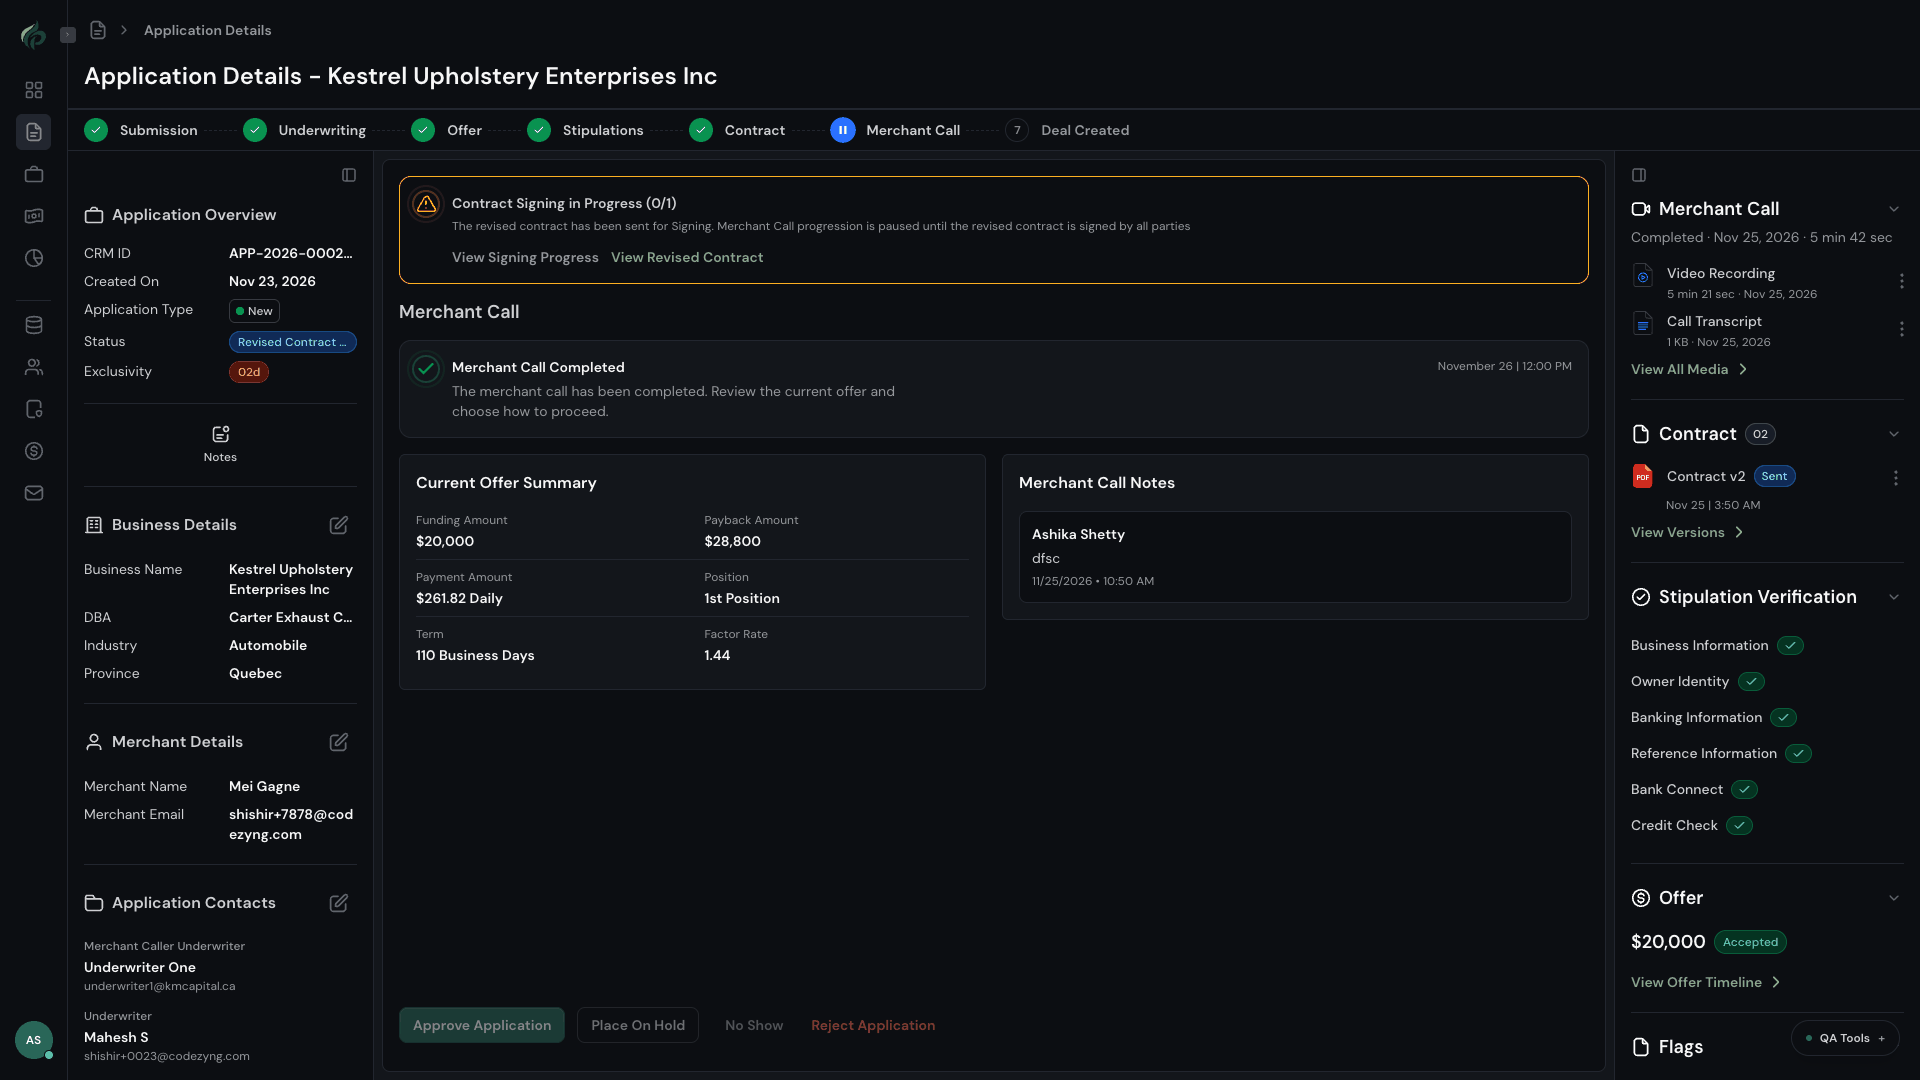 Application Details
Application Details – Kestrel Upholstery Enterprises Inc
Submission
Underwriting
Offer
Stipulations
Contract
Merchant Call
7
Deal Created
Application Overview
CRM ID
APP-2026-0002...
Created On
Nov 23, 2026
Application Type
New
Status
Revised Contract ...
Exclusivity
02d
Notes
Business Details
Business Name
Kestrel Upholstery
Enterprises Inc
DBA
Carter Exhaust C...
Industry
Automobile
Province
Quebec
Merchant Details
Merchant Name
Mei Gagne
Merchant Email
shishir+7878@cod
ezyng.com
Application Contacts
Merchant Caller Underwriter
Underwriter One
underwriter1@kmcapital.ca
Underwriter
Mahesh S
shishir+0023@codezyng.com
AS
Contract Signing in Progress (0/1)
The revised contract has been sent for Signing. Merchant Call progression is paused until the revised contract is signed by all parties
View Signing Progress
View Revised Contract
Merchant Call
Merchant Call Completed
November 26 | 12:00 PM
The merchant call has been completed. Review the current offer and
choose how to proceed.
Current Offer Summary
Funding Amount
$20,000
Payback Amount
$28,800
Payment Amount
$261.82 Daily
Position
1st Position
Term
110 Business Days
Factor Rate
1.44
Merchant Call Notes
Ashika Shetty
dfsc
11/25/2026 • 10:50 AM
Approve Application
Place On Hold
No Show
Reject Application
Merchant Call
Completed · Nov 25, 2026 · 5 min 42 sec
Video Recording
5 min 21 sec · Nov 25, 2026
Call Transcript
1 KB · Nov 25, 2026
View All Media
Contract 02
PDF
Contract v2 Sent
Nov 25 | 3:50 AM
View Versions
Stipulation Verification
Business Information
Owner Identity
Banking Information
Reference Information
Bank Connect
Credit Check
Offer
$20,000 Accepted
View Offer Timeline
Flags
QA Tools +